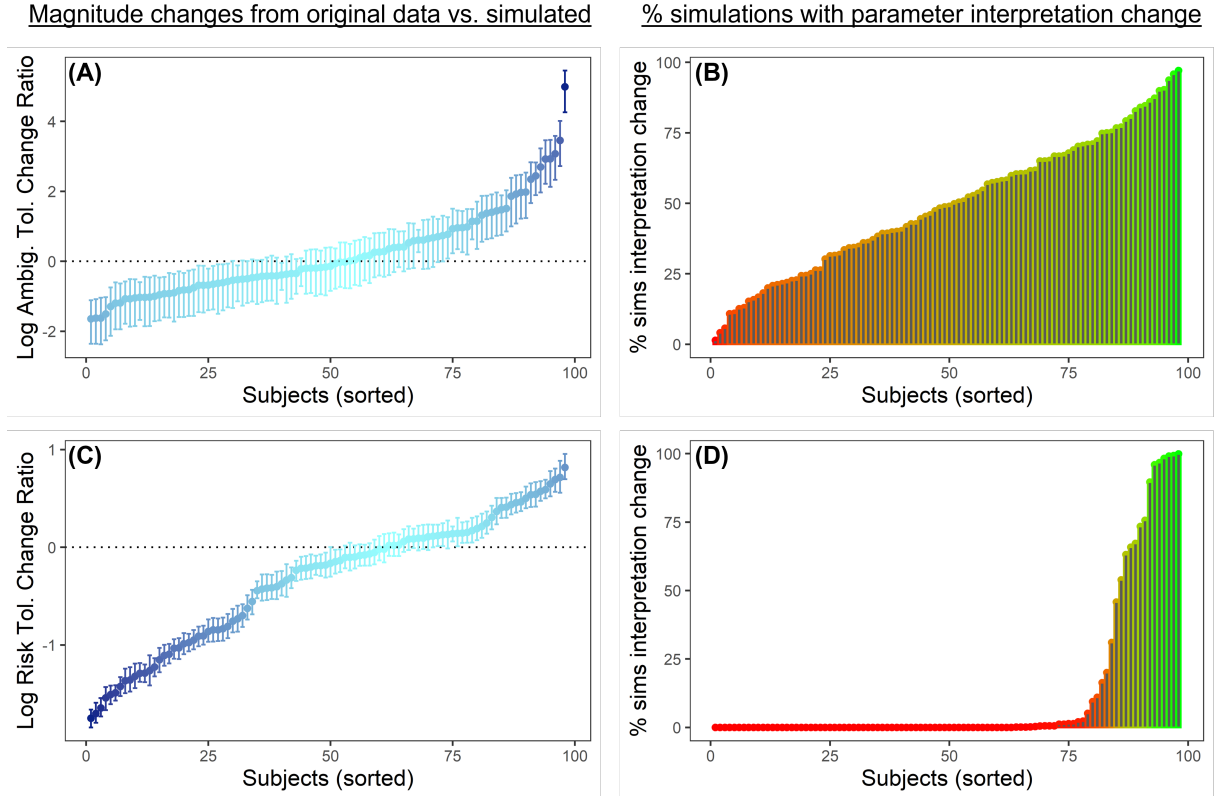 Magnitude changes from original data vs. simulated
% simulations with parameter interpretation change
(A)
Log Ambig. Tol. Change Ratio
4
2
0
-2
0
25
50
75
100
Subjects (sorted)
(B)
% sims interpretation change
100
75
50
25
0
0
25
50
75
100
Subjects (sorted)
(C)
Log Risk Tol. Change Ratio
1
0
-1
0
25
50
75
100
Subjects (sorted)
(D)
% sims interpretation change
100
75
50
25
0
0
25
50
75
100
Subjects (sorted)